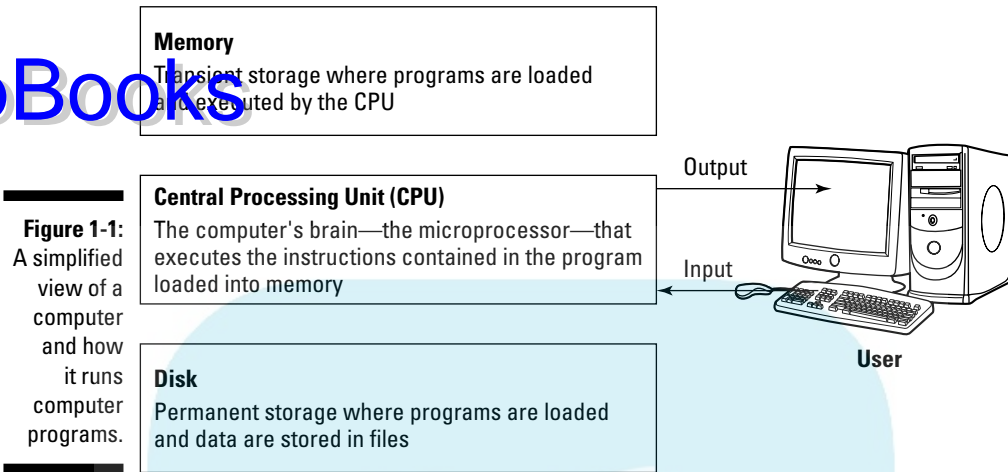 Memory
Transient storage where programs are loaded
and executed by the CPU
oBooks
Output
Central Processing Unit (CPU)
The computer's brain—the microprocessor—that
executes the instructions contained in the program
loaded into memory
Input
User
Figure 1-1:
A simplified
view of a
computer
and how
it runs
computer
programs.
Disk
Permanent storage where programs are loaded
and data are stored in files